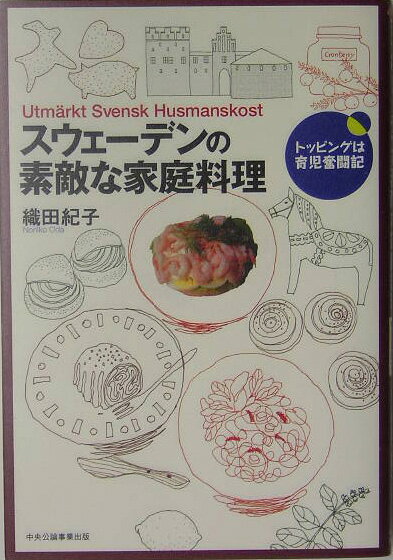 Cranberry
Utmärkt Svensk Husmanskost
スウェーデンの
素敵な家庭料理
トッピングは
育児奮闘記
織田紀子
Noriko Oda
中央公論事業出版